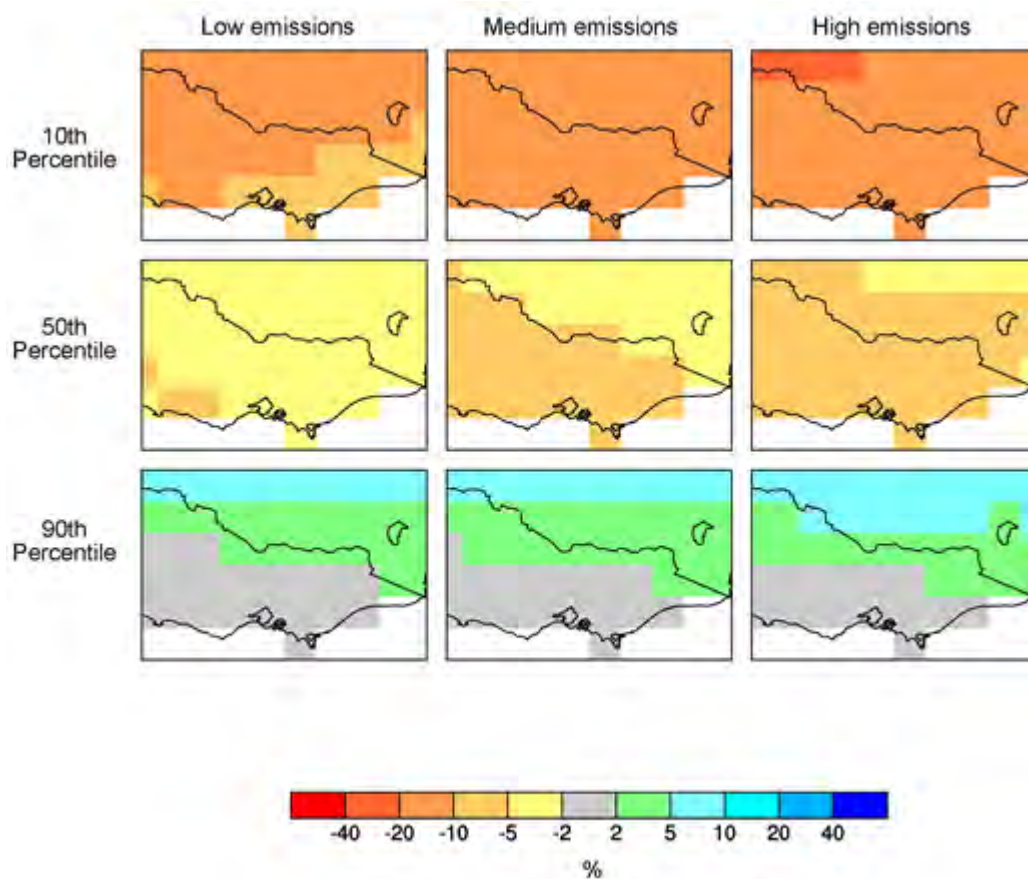 Low emissions Medium emissions High emissions
10th
Percentile
50th
Percentile
90th
Percentile
-40 -20 -10 -5 -2 2 5 10 20 40
%